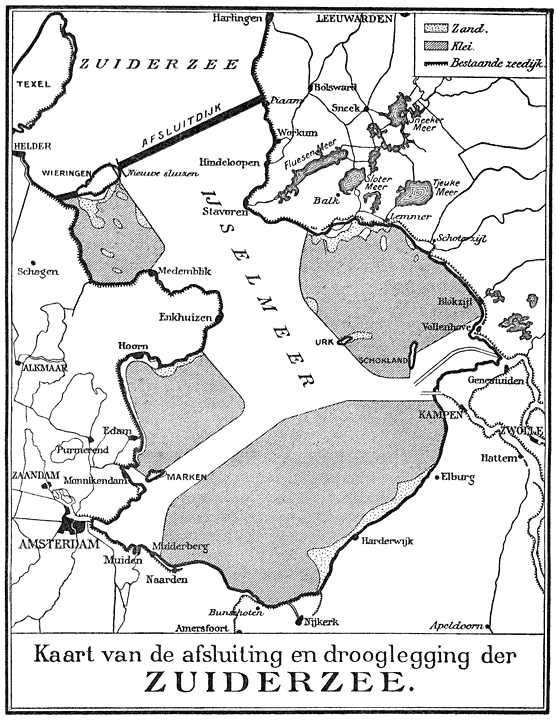 Harlingen
LEEUWARDEN
Zand.
Klei.
Bestaande zeedijk.
ZUIDERZEE
TEXEL
Bolsward
Piaam
Sneek
Sneeker
Meer
AFSLUITDIJK
Workum
HELDER
Hindeloopen
Fluesen Meer
WIERINGEN
Nieuwe sluizen
Sloter
Meer
Tjeuke
Meer
Balk
Stavoren
Lemmer
IJSSELMEER
Schoterzijl
Schagen
Medemblik
Blokzijl
Enkhuizen
Vollenhove
URK
SCHOKLAND
Hoorn
ALKMAAR
Genemuiden
KAMPEN
ZWOLLE
Edam
Purmerend
Hattem
ZAANDAM
Monnikendam
MARKEN
Elburg
AMSTERDAM
Muiden
Muiderberg
Harderwijk
Naarden
Bunschoten
Nijkerk
Amersfoort
Apeldoorn
Kaart van de afsluiting en drooglegging der
ZUIDERZEE.